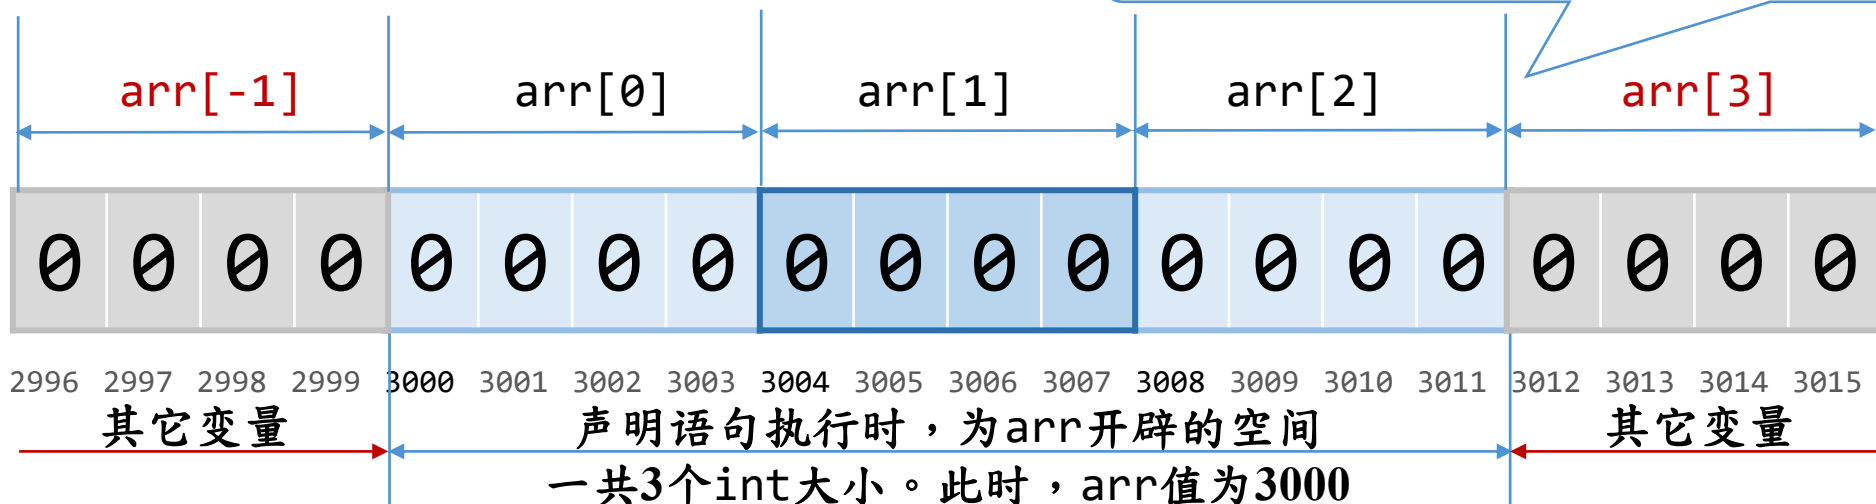 arr[-1] arr[0] arr[1] arr[2] arr[3]
0 0 0 0 0 0 0 0 0 0 0 0 0 0 0 0 0 0 0 0
2996 2997 2998 2999 3000 3001 3002 3003 3004 3005 3006 3007 3008 3009 3010 3011 3012 3013 3014 3015
其它变量 声明语句执行时，为arr开辟的空间 其它变量
一共3个int大小。此时，arr值为3000